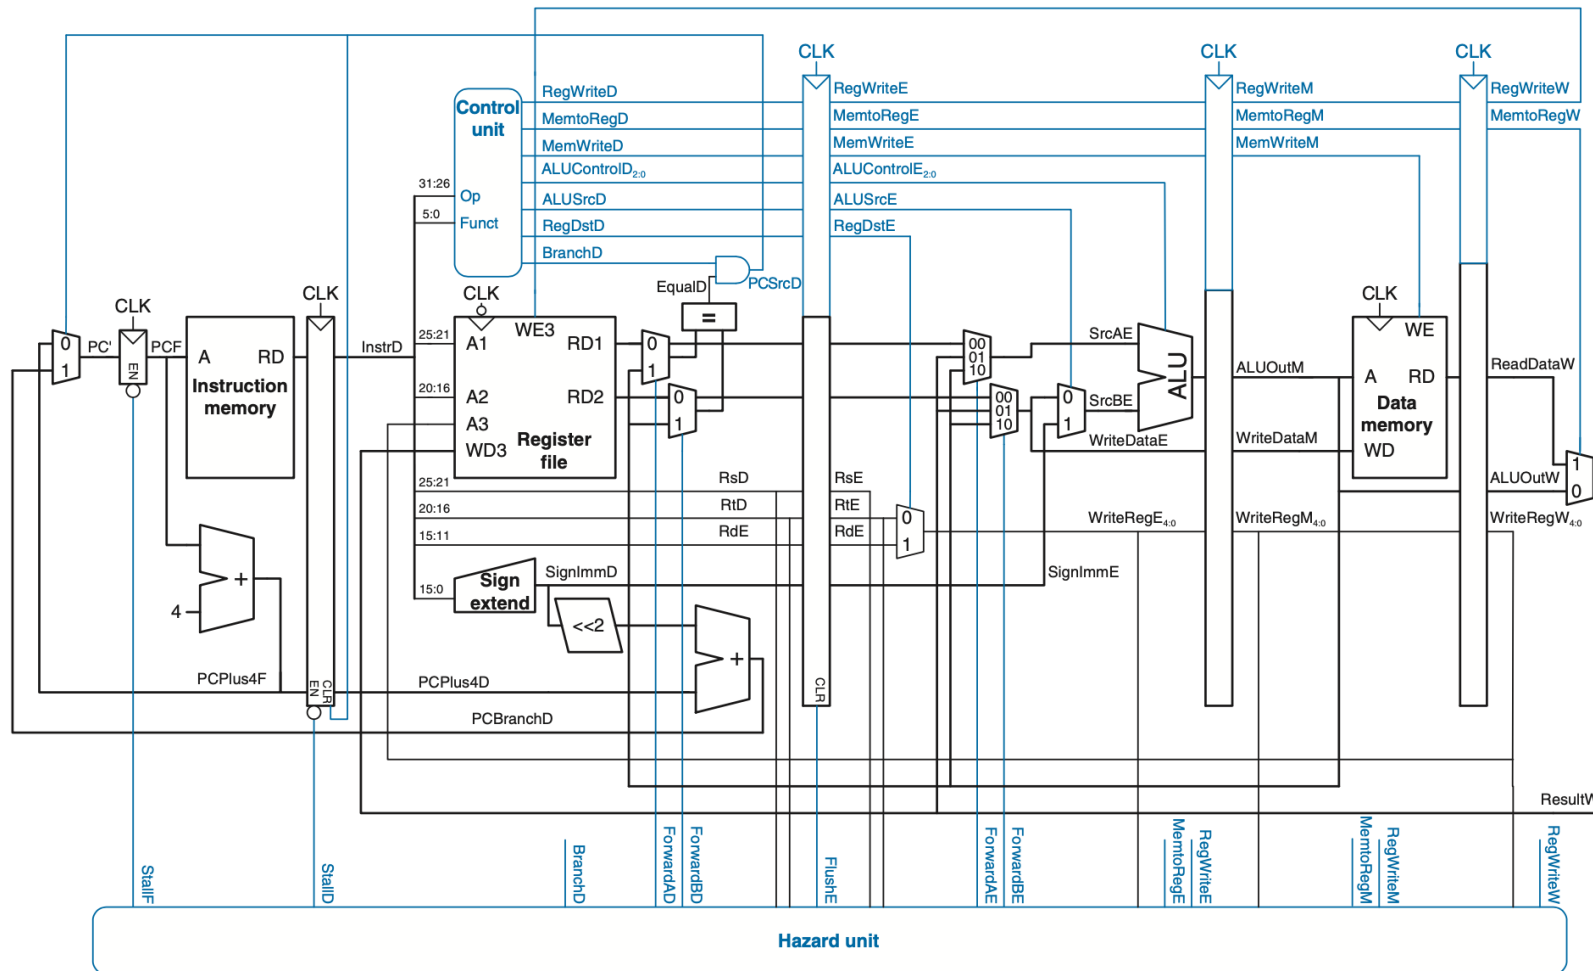 CLK
CLK
CLK
Control
unit
RegWriteD
MemtoRegD
MemWriteD
ALUControlD2:0
ALUSrcD
RegDstD
BranchD
31:26
Op
5:0
Funct
RegWriteE
MemtoRegE
MemWriteE
ALUControlE2:0
ALUSrcE
RegDstE
RegWriteM
MemtoRegM
MemWriteM
RegWriteW
MemtoRegW
EqualD
PCSrcD
=
CLK
CLK
CLK
CLK
0
1
PC'
EN
PCF
A
RD
Instruction
memory
InstrD
25:21
A1
WE3
RD1
20:16
A2
RD2
A3
WD3
Register
file
0
1
0
1
00
01
10
00
01
10
0
1
SrcAE
SrcBE
ALU
WriteDataE
ALUOutM
WriteDataM
A
RD
WE
Data
memory
WD
ReadDataW
ALUOutW
1
0
25:21
RsD
RsE
20:16
RtD
RtE
15:11
RdE
RdE
0
1
WriteRegE4:0
WriteRegM4:0
WriteRegW4:0
15:0
Sign
extend
SignImmD
SignImmE
<<2
+
4
+
PCPlus4F
EN
CLR
PCPlus4D
CLR
PCBranchD
ResultW
StallF
StallD
BranchD
ForwardAD
ForwardBD
FlushE
ForwardAE
ForwardBE
MemtoRegE
RegWriteE
MemtoRegM
RegWriteM
RegWriteW
Hazard unit